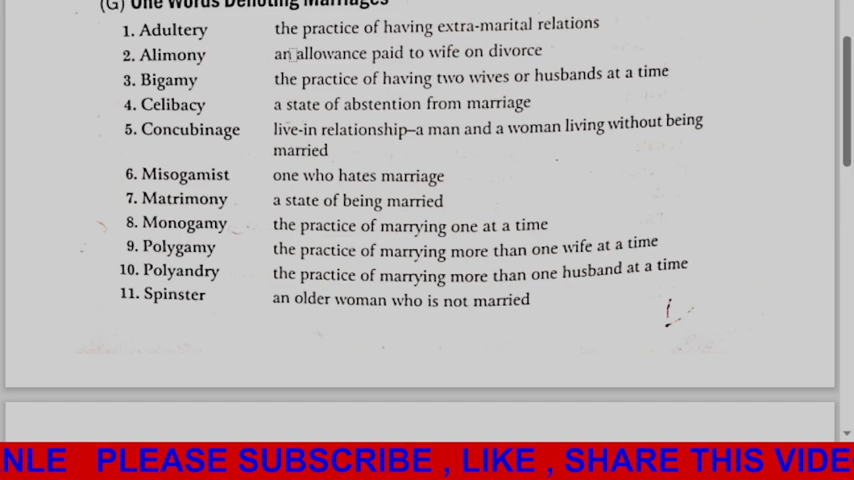 (G) One Words Denoting Marriages
1. Adultery the practice of having extra-marital relations
2. Alimony an allowance paid to wife on divorce
3. Bigamy the practice of having two wives or husbands at a time
4. Celibacy a state of abstention from marriage
5. Concubinage live-in relationship–a man and a woman living without being
married
6. Misogamist one who hates marriage
7. Matrimony a state of being married
8. Monogamy the practice of marrying one at a time
9. Polygamy the practice of marrying more than one wife at a time
10. Polyandry the practice of marrying more than one husband at a time
11. Spinster an older woman who is not married
NLE PLEASE SUBSCRIBE , LIKE , SHARE THIS VIDE